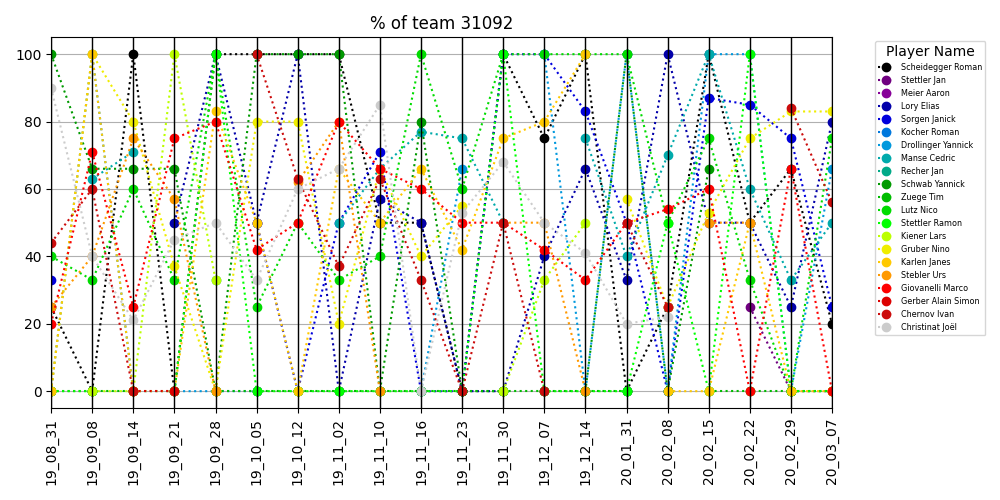 % of team 31092
100
80
60
40
20
0
19_08_31
19_09_08
19_09_14
19_09_21
19_09_28
19_10_05
19_10_12
19_11_02
19_11_10
19_11_16
19_11_23
19_11_30
19_12_07
19_12_14
20_01_31
20_02_08
20_02_15
20_02_22
20_02_29
20_03_07
Player Name
Scheidegger Roman
Stettler Jan
Meier Aaron
Lory Elias
Sorgen Janick
Kocher Roman
Drollinger Yannick
Manse Cedric
Recher Jan
Schwab Yannick
Zuege Tim
Lutz Nico
Stettler Ramon
Kiener Lars
Gruber Nino
Karlen Janes
Stebler Urs
Giovanelli Marco
Gerber Alain Simon
Chernov Ivan
Christinat Joël